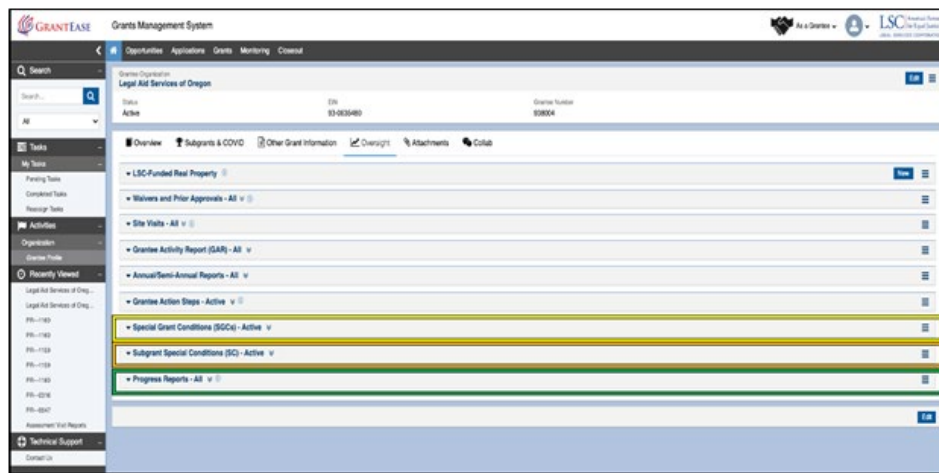 GRANTEASE
Grants Management System
As a Grantee
LSC
Opportunities Applications Grants Monitoring Closeout
Search
Search...
All
Tasks
My Tasks
Pending Tasks
Completed Tasks
Reassign Tasks
Activities
Organization
Grantee Profile
Recently Viewed
Legal Aid Services of Oreg...
Legal Aid Services of Oreg...
Assessment Visit Reports
Technical Support
Contact Us
Grantee Organization
Legal Aid Services of Oregon
Edit
Status EIN Grantee Number
Active 938004
Overview Subgrants & COVID Other Grant Information Oversight Attachments Collab
LSC-Funded Real Property
New
Waivers and Prior Approvals - All
Site Visits - All
Grantee Activity Report (GAR) - All
Annual/Semi-Annual Reports - All
Grantee Action Steps - Active
Special Grant Conditions (SGCs) - Active
Subgrant Special Conditions (SC) - Active
Progress Reports - All
Edit